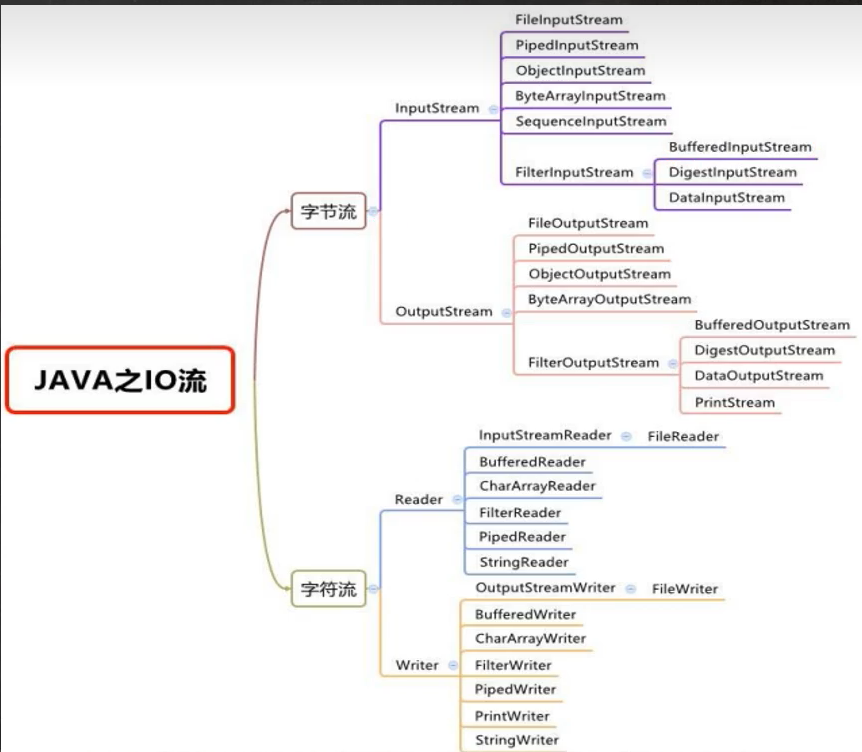 FileInputStream
PipedInputStream
ObjectInputStream
ByteArrayInputStream
InputStream
SequenceInputStream
BufferedInputStream
FilterInputStream
DigestInputStream
DataInputStream
字节流
FileOutputStream
PipedOutputStream
ObjectOutputStream
ByteArrayOutputStream
OutputStream
BufferedOutputStream
FilterOutputStream
DigestOutputStream
DataOutputStream
PrintStream
JAVA之IO流
InputStreamReader
FileReader
BufferedReader
CharArrayReader
Reader
FilterReader
PipedReader
StringReader
字符流
OutputStreamWriter
FileWriter
BufferedWriter
CharArrayWriter
Writer
FilterWriter
PipedWriter
PrintWriter
StringWriter